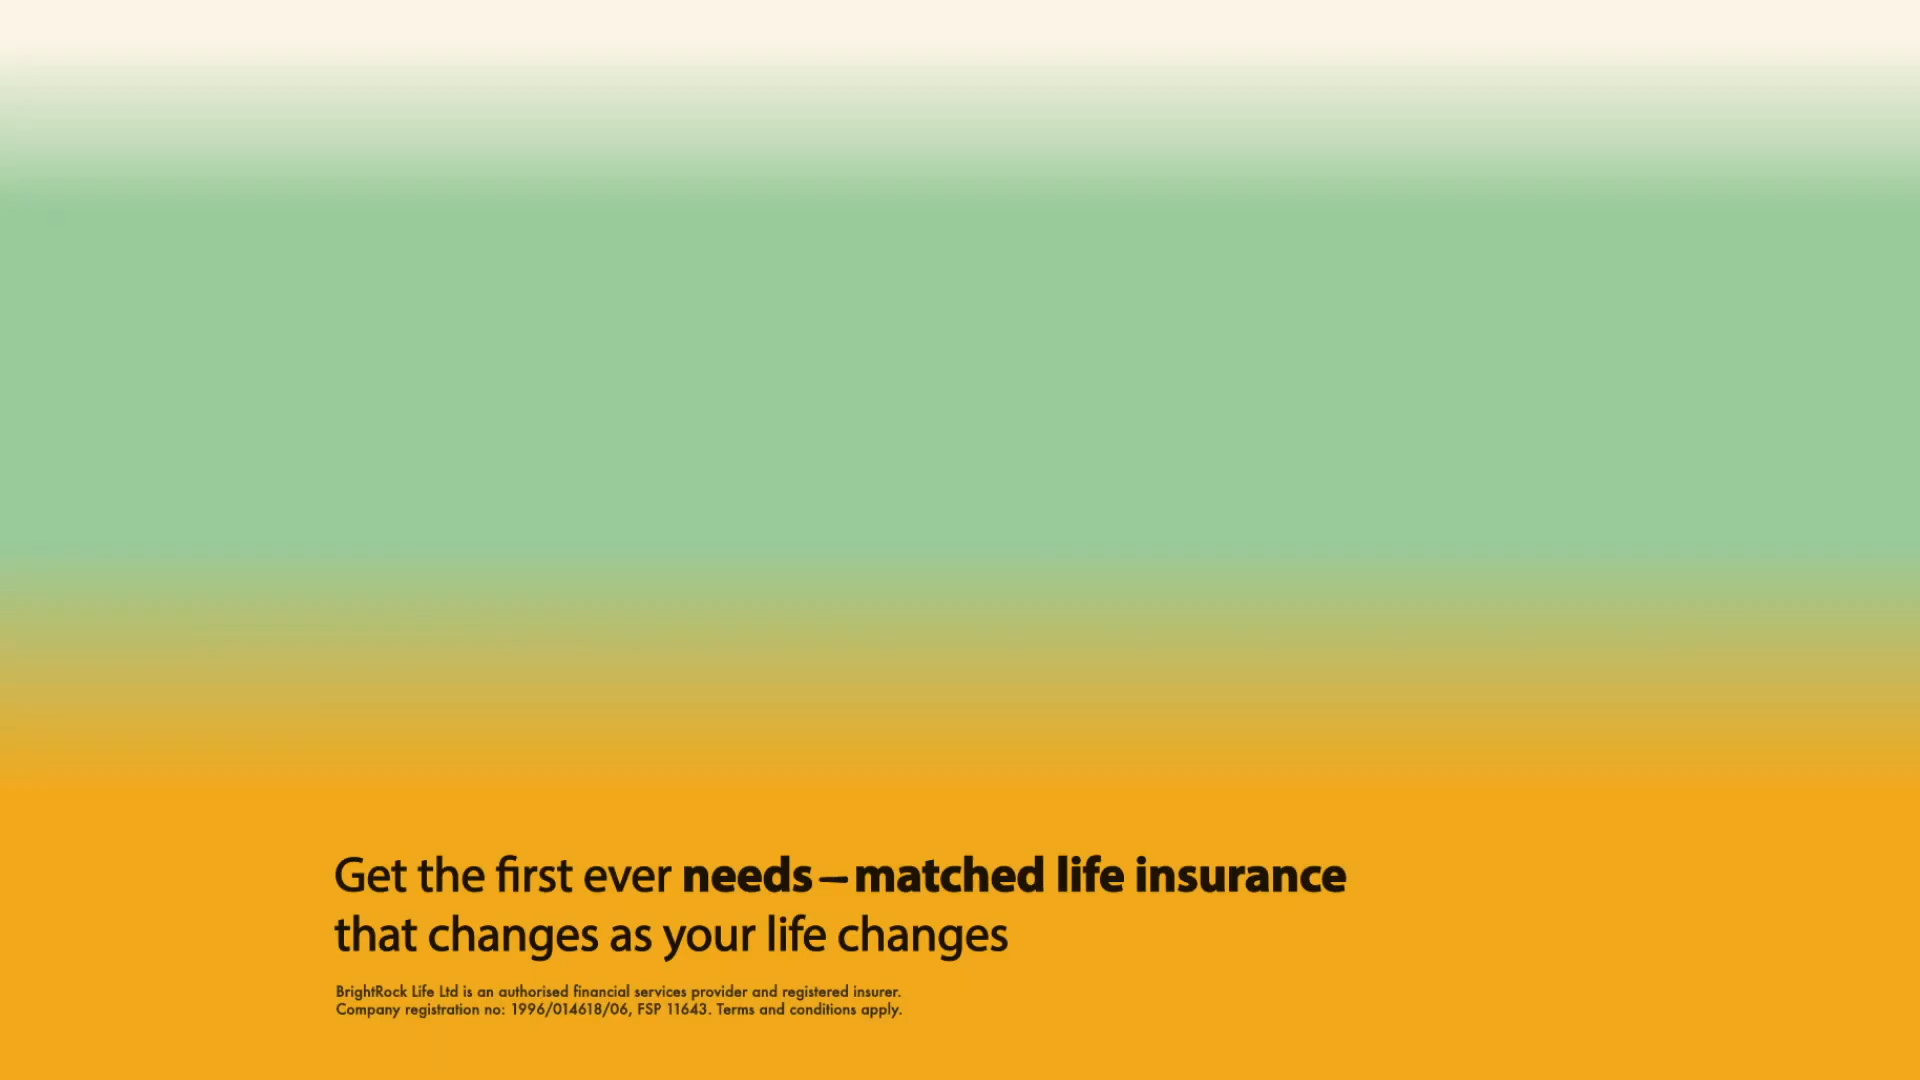 Get the first ever needs – matched life insurance
that changes as your life changes
BrightRock Life Ltd is an authorised financial services provider and registered insurer.
Company registration no: 1996/014618/06, FSP 11643. Terms and conditions apply.